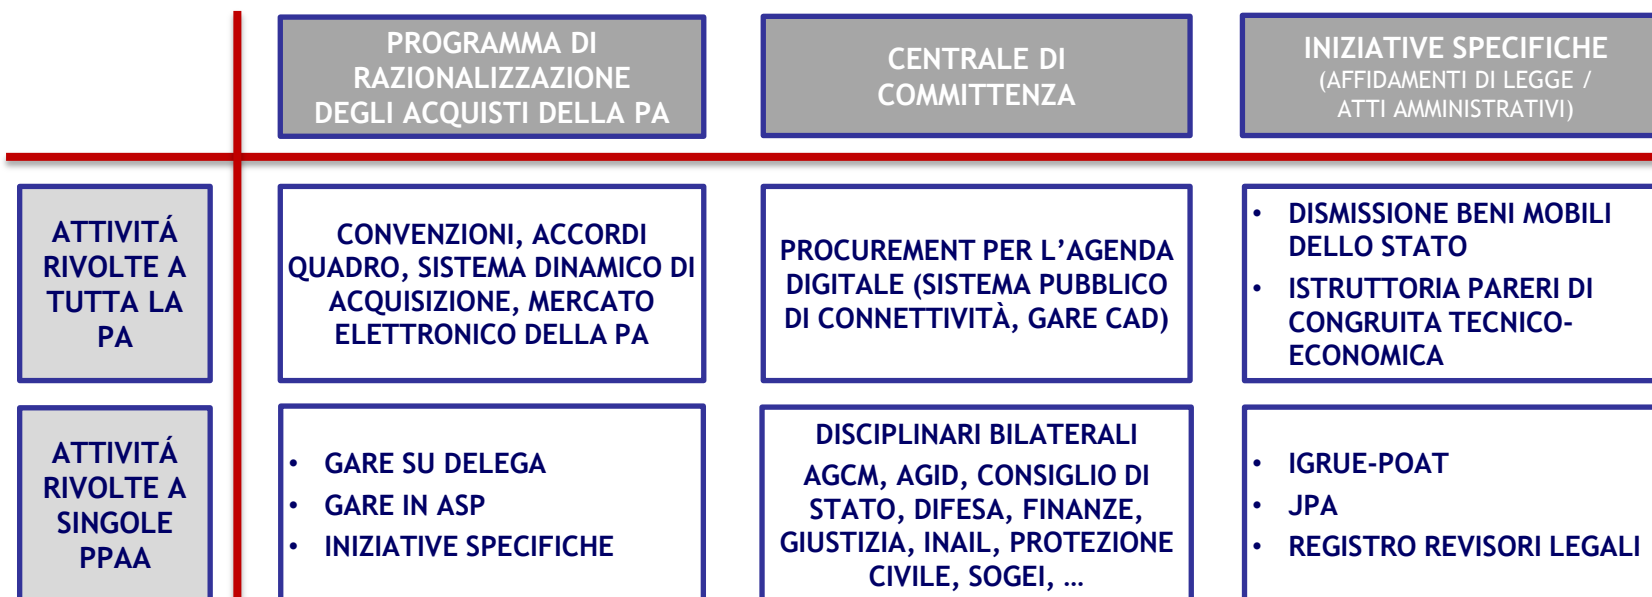 PROGRAMMA DI
RAZIONALIZZAZIONE
DEGLI ACQUISTI DELLA PA
CENTRALE DI
COMMITTENZA
INIZIATIVE SPECIFICHE
(AFFIDAMENTI DI LEGGE /
ATTI AMMINISTRATIVI)
ATTIVITÁ
RIVOLTE A
TUTTA LA
PA
CONVENZIONI, ACCORDI
QUADRO, SISTEMA DINAMICO DI
ACQUISIZIONE, MERCATO
ELETTRONICO DELLA PA
PROCUREMENT PER L’AGENDA
DIGITALE (SISTEMA PUBBLICO
DI CONNETTIVITÀ, GARE CAD)
• DISMISSIONE BENI MOBILI
DELLO STATO
• ISTRUTTORIA PARERI DI
CONGRUITA TECNICO-
ECONOMICA
ATTIVITÁ
RIVOLTE A
SINGOLE
PPAA
• GARE SU DELEGA
• GARE IN ASP
• INIZIATIVE SPECIFICHE
DISCIPLINARI BILATERALI
AGCM, AGID, CONSIGLIO DI
STATO, DIFESA, FINANZE,
GIUSTIZIA, INAIL, PROTEZIONE
CIVILE, SOGEI, …
• IGRUE-POAT
• JPA
• REGISTRO REVISORI LEGALI